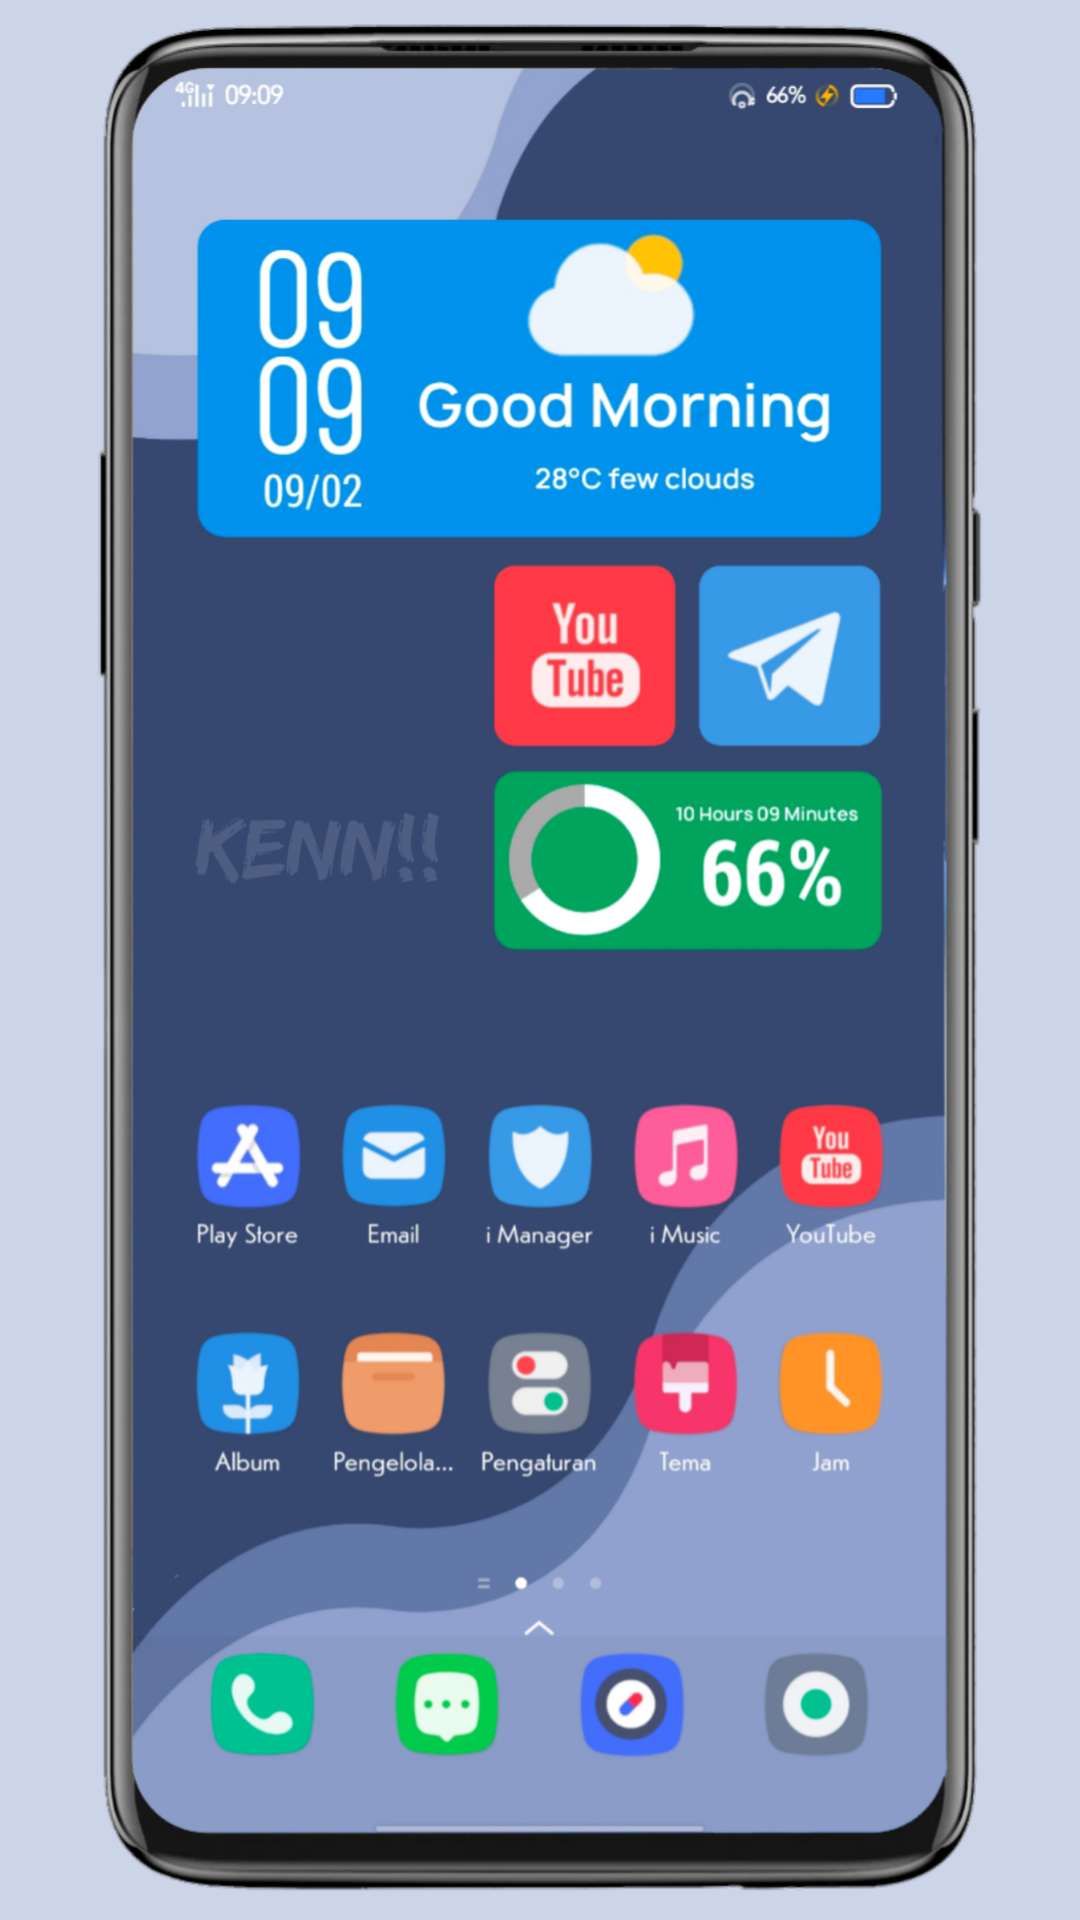 4G 09:09 66%
09
09
09/02
Good Morning
28°C few clouds
You
Tube
10 Hours 09 Minutes
66%
KENN!!
You
Tube
Play Store Email i Manager i Music YouTube
Album Pengelola... Pengaturan Tema Jam